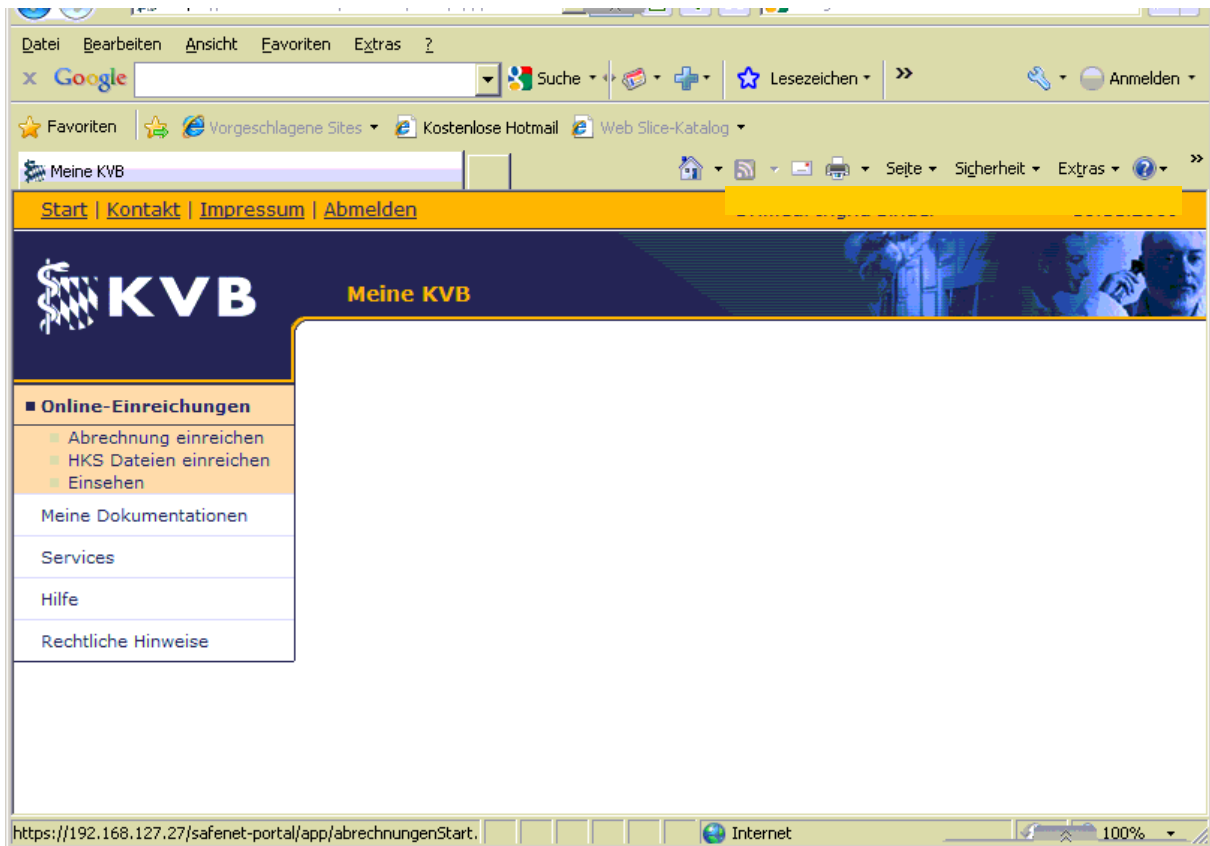 Datei Bearbeiten Ansicht Favoriten Extras ?
x Google Suche Lesezeichen » Anmelden
Favoriten Vorgeschlagene Sites Kostenlose Hotmail Web Slice-Katalog
Meine KVB Seite Sicherheit Extras »
Start | Kontakt | Impressum | Abmelden
KVB Meine KVB
Online-Einreichungen
Abrechnung einreichen
HKS Dateien einreichen
Einsehen
Meine Dokumentationen
Services
Hilfe
Rechtliche Hinweise
https://192.168.127.27/safenet-portal/app/abrechnungenStart. Internet 100%